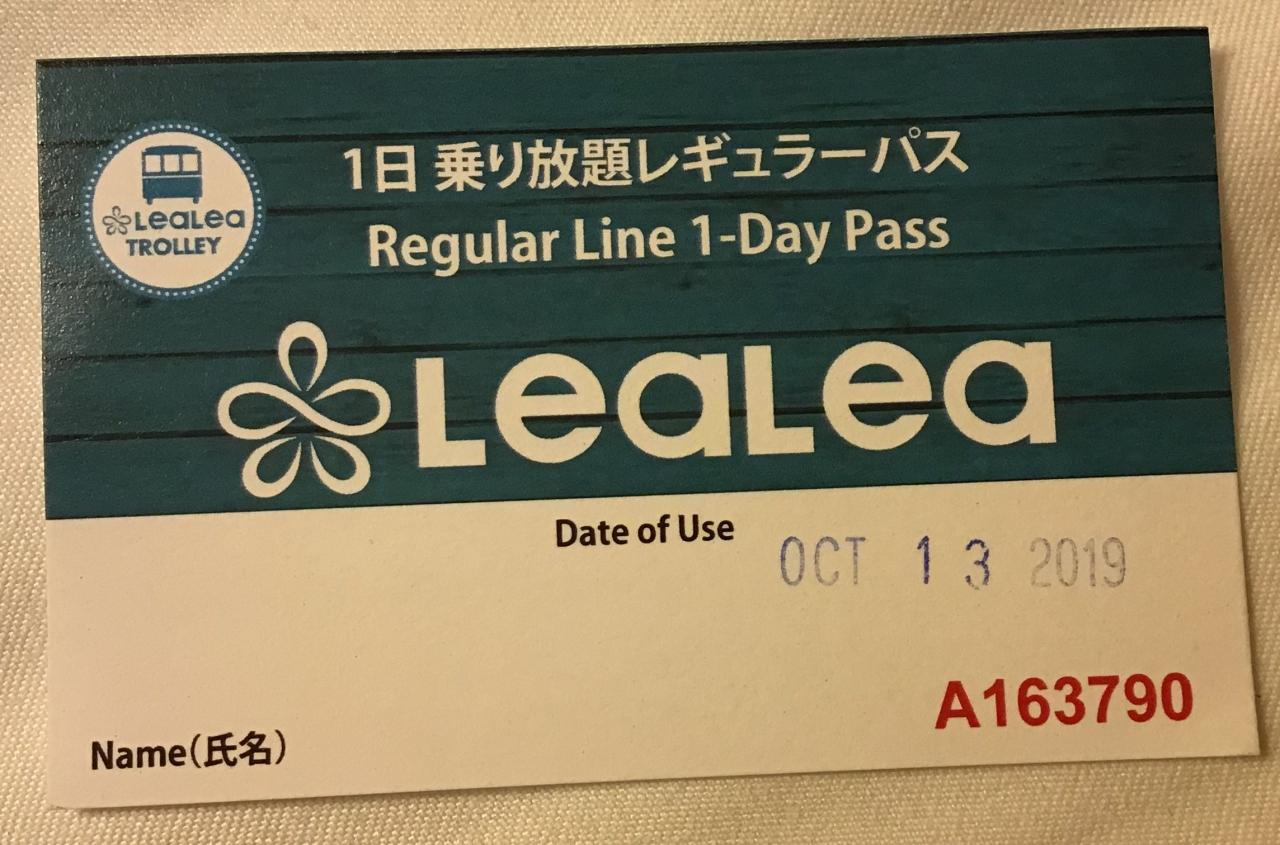 1日 乗り放題レギュラーパス
Regular Line 1-Day Pass
LeaLea
TROLLEY
LeaLea
Date of Use
OCT 13 2019
A163790
Name(氏名)